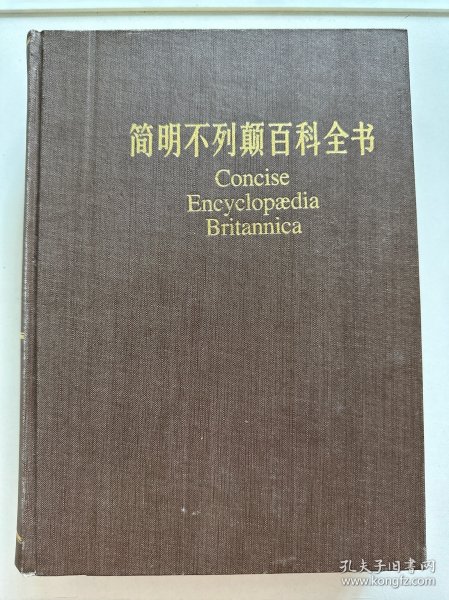 简明不列颠百科全书
Concise
Encyclopædia
Britannica
孔夫子旧书网
www.kongfz.com